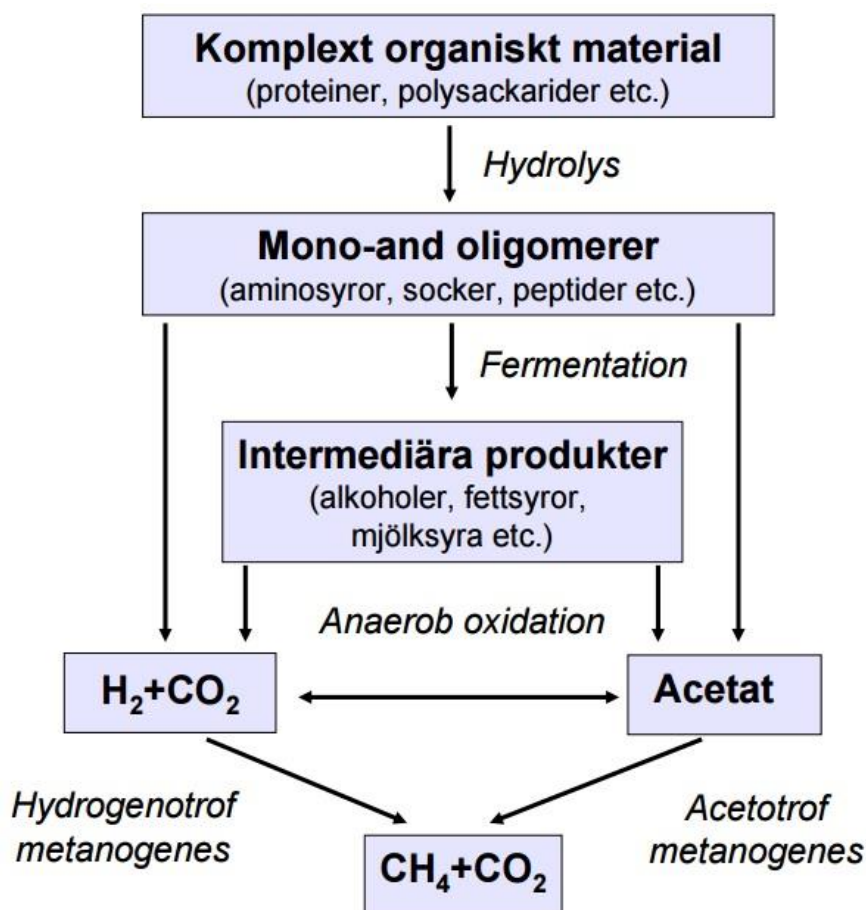 Komplext organiskt material
(proteiner, polysackarider etc.)
Hydrolys
Mono-and oligomerer
(aminosyror, socker, peptider etc.)
Fermentation
Intermediära produkter
(alkoholer, fettsyror,
mjölksyra etc.)
Anaerob oxidation
H₂+CO₂
Acetat
Hydrogenotrof
metanogenes
Acetotrof
metanogenes
CH₄+CO₂